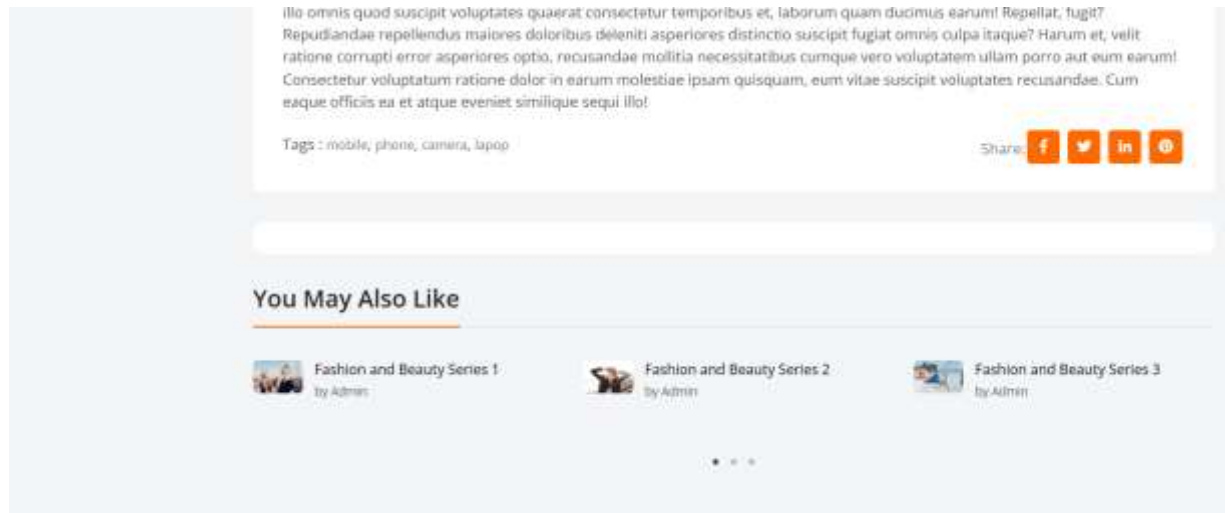 illo omnis quod suscipit voluptates quaerat consectetur temporibus et, laborum quam ducimus earum! Repellat, fugit?
Repudiandae repellendus maiores doloribus deleniti asperiores distinctio suscipit fugiat omnis culpa itaque? Harum et, velit
ratione corrupti error asperiores optio, recusandae mollitia necessitatibus cumque vero voluptatem ullam porro aut eum earum!
Consectetur voluptatum ratione dolor in earum molestiae ipsam quisquam, eum vitae suscipit voluptates recusandae. Cum
eaque officiis ea et atque eveniet similique sequi illo!
Tags : mobile, phone, camera, lapop
Share:
You May Also Like
Fashion and Beauty Series 1
by Admin
Fashion and Beauty Series 2
by Admin
Fashion and Beauty Series 3
by Admin